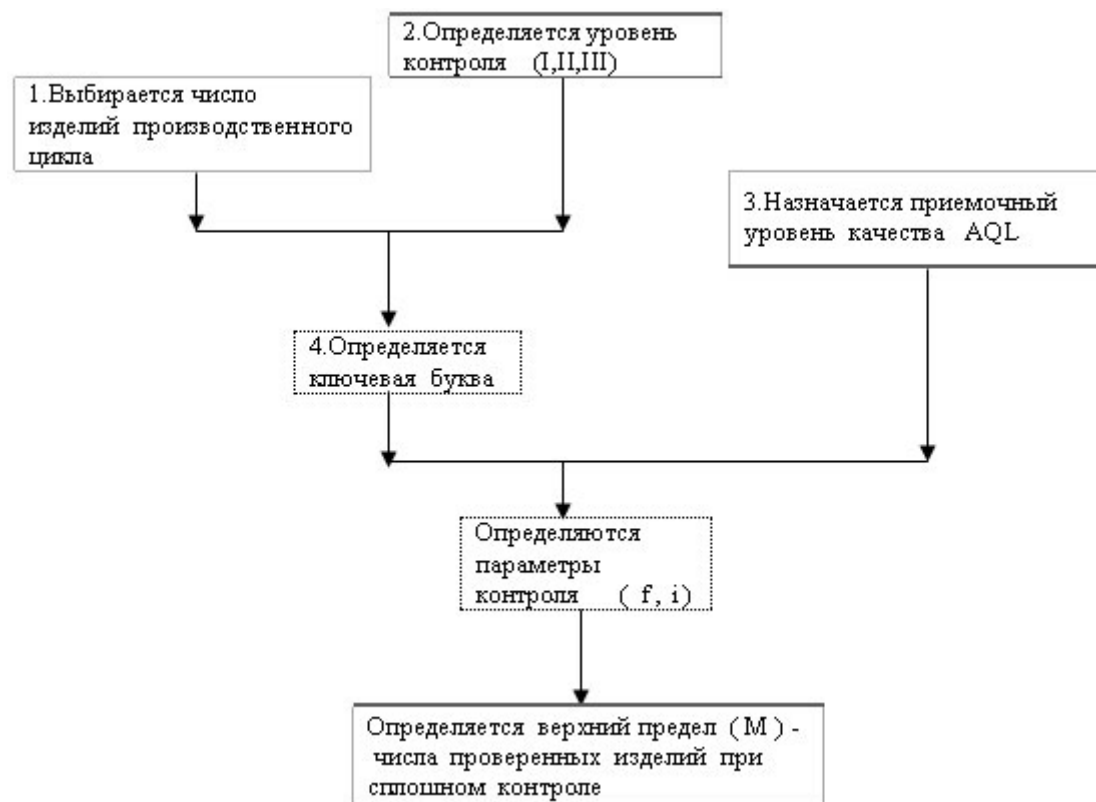 2.Определяется уровень
контроля (I,II,III)
1.Выбирается число
изделий производственного
цикла
3.Назначается приемочный
уровень качества AQL
4.Определяется
ключевая буква
Определяются
параметры
контроля ( f, i)
Определяется верхний предел ( М ) -
числа проверенных изделий при
сплошном контроле